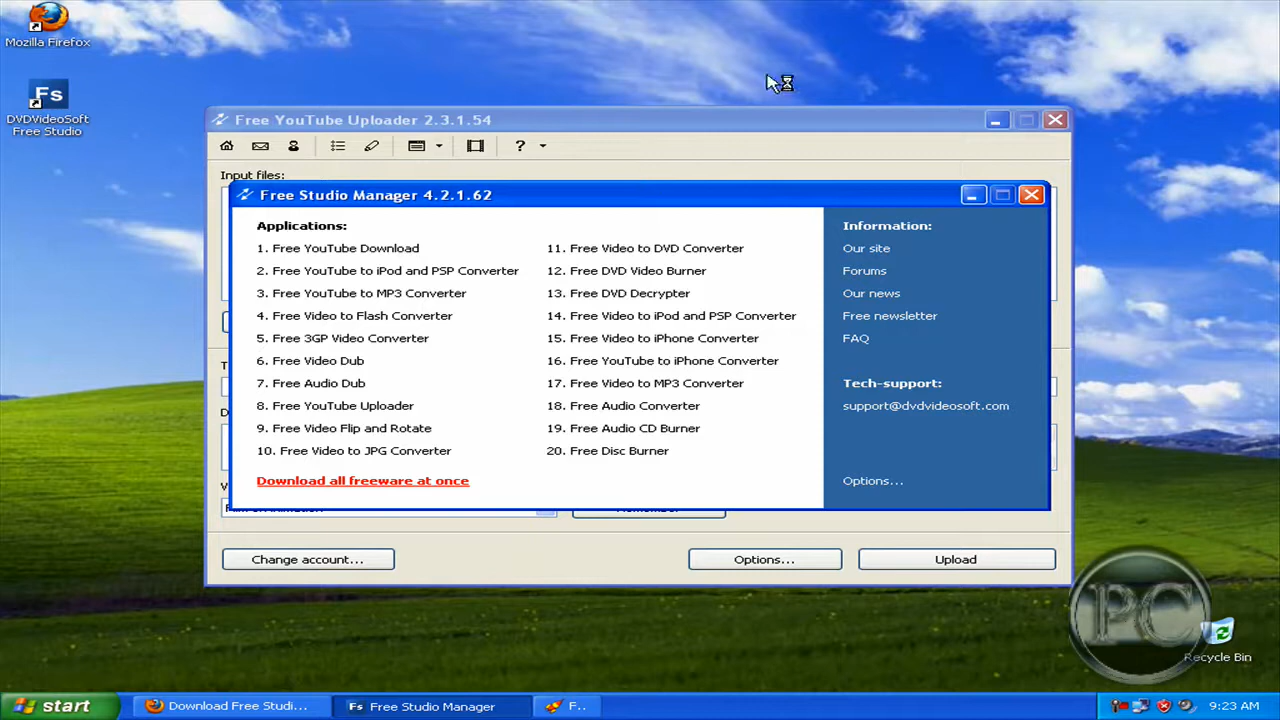 Mozilla Firefox
Fs
DVDVideoSoft
Free Studio
Free YouTube Uploader 2.3.1.54
?
Input files:
Free Studio Manager 4.2.1.62
Applications:
1. Free YouTube Download
2. Free YouTube to iPod and PSP Converter
3. Free YouTube to MP3 Converter
4. Free Video to Flash Converter
5. Free 3GP Video Converter
6. Free Video Dub
7. Free Audio Dub
8. Free YouTube Uploader
9. Free Video Flip and Rotate
10. Free Video to JPG Converter
Download all freeware at once
11. Free Video to DVD Converter
12. Free DVD Video Burner
13. Free DVD Decrypter
14. Free Video to iPod and PSP Converter
15. Free Video to iPhone Converter
16. Free YouTube to iPhone Converter
17. Free Video to MP3 Converter
18. Free Audio Converter
19. Free Audio CD Burner
20. Free Disc Burner
Information:
Our site
Forums
Our news
Free newsletter
FAQ
Tech-support:
support@dvdvideosoft.com
Options...
Change account...
Options...
Upload
PC
Recycle Bin
start
Download Free Studi...
Fs Free Studio Manager
F..
9:23 AM